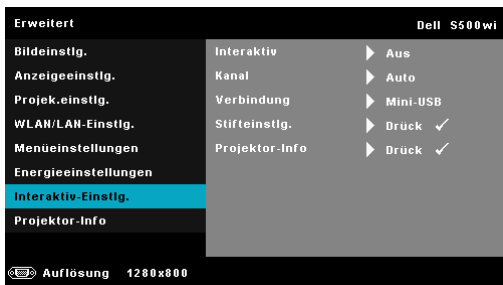 Erweitert Dell S500wi
Bildeinstlg. Interaktiv Aus
Anzeigeeinstlg. Kanal Auto
Projek.einstlg. Verbindung Mini-USB
WLAN/LAN-Einstlg. Stifteinstlg. Drück ✓
Menüeinstellungen Projektor-Info Drück ✓
Energieeinstellungen
Interaktiv-Einstlg.
Projektor-Info
Auflösung 1280x800